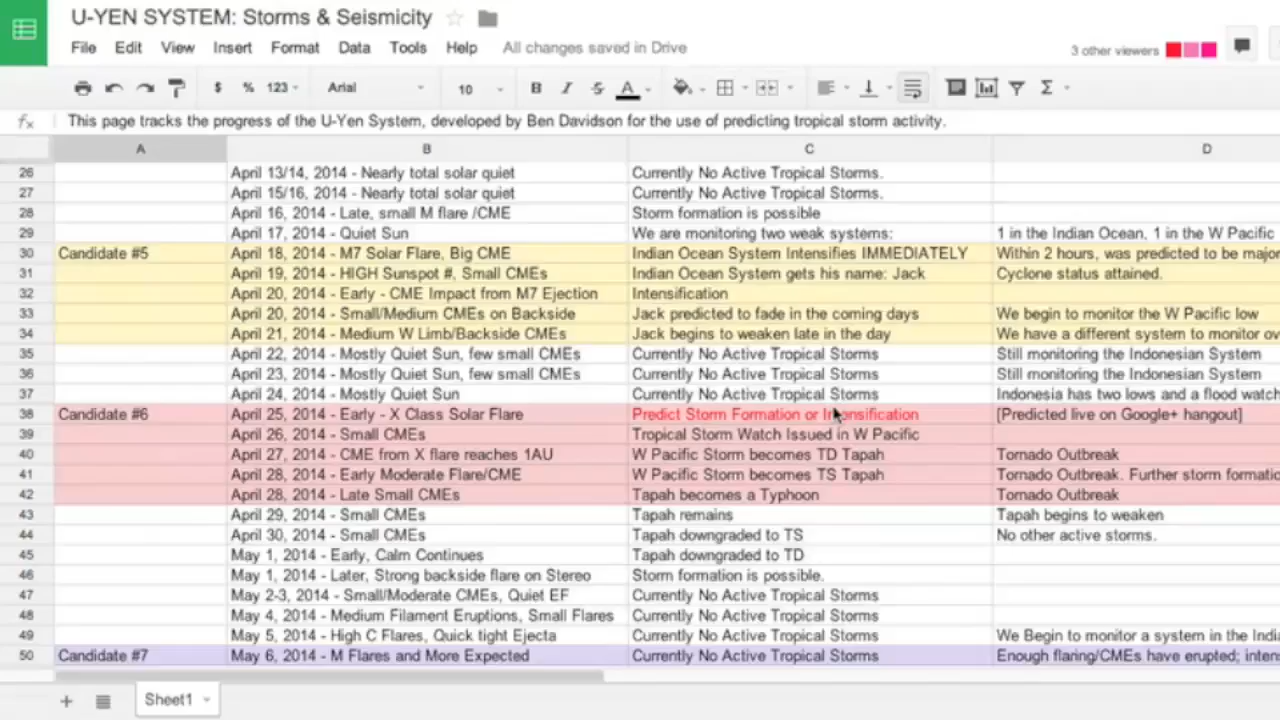 U-YEN SYSTEM: Storms & Seismicity
File Edit View Insert Format Data Tools Help All changes saved in Drive
3 other viewers
$ % 123 Arial 10 B I S A Σ
fx This page tracks the progress of the U-Yen System, developed by Ben Davidson for the use of predicting tropical storm activity.
A B C D
26 April 13/14, 2014 - Nearly total solar quiet Currently No Active Tropical Storms.
27 April 15/16, 2014 - Nearly total solar quiet Currently No Active Tropical Storms.
28 April 16, 2014 - Late, small M flare /CME Storm formation is possible
29 April 17, 2014 - Quiet Sun We are monitoring two weak systems: 1 in the Indian Ocean, 1 in the W Pacific
30 Candidate #5 April 18, 2014 - M7 Solar Flare, Big CME Indian Ocean System Intensifies IMMEDIATELY Within 2 hours, was predicted to be major
31 April 19, 2014 - HIGH Sunspot #, Small CMEs Indian Ocean System gets his name: Jack Cyclone status attained.
32 April 20, 2014 - Early - CME Impact from M7 Ejection Intensification
33 April 20, 2014 - Small/Medium CMEs on Backside Jack predicted to fade in the coming days We begin to monitor the W Pacific low
34 April 21, 2014 - Medium W Limb/Backside CMEs Jack begins to weaken late in the day We have a different system to monitor ov
35 April 22, 2014 - Mostly Quiet Sun, few small CMEs Currently No Active Tropical Storms Still monitoring the Indonesian System
36 April 23, 2014 - Mostly Quiet Sun, few small CMEs Currently No Active Tropical Storms Still monitoring the Indonesian System
37 April 24, 2014 - Mostly Quiet Sun Currently No Active Tropical Storms Indonesia has two lows and a flood watch
38 Candidate #6 April 25, 2014 - Early - X Class Solar Flare Predict Storm Formation or Intensification [Predicted live on Google+ hangout]
39 April 26, 2014 - Small CMEs Tropical Storm Watch Issued in W Pacific
40 April 27, 2014 - CME from X flare reaches 1AU W Pacific Storm becomes TD Tapah Tornado Outbreak
41 April 28, 2014 - Early Moderate Flare/CME W Pacific Storm becomes TS Tapah Tornado Outbreak. Further storm formatio
42 April 28, 2014 - Late Small CMEs Tapah becomes a Typhoon Tornado Outbreak
43 April 29, 2014 - Small CMEs Tapah remains Tapah begins to weaken
44 April 30, 2014 - Small CMEs Tapah downgraded to TS No other active storms.
45 May 1, 2014 - Early, Calm Continues Tapah downgraded to TD
46 May 1, 2014 - Later, Strong backside flare on Stereo Storm formation is possible.
47 May 2-3, 2014 - Small/Moderate CMEs, Quiet EF Currently No Active Tropical Storms
48 May 4, 2014 - Medium Filament Eruptions, Small Flares Currently No Active Tropical Storms
49 May 5, 2014 - High C Flares, Quick tight Ejecta Currently No Active Tropical Storms We Begin to monitor a system in the India
50 Candidate #7 May 6, 2014 - M Flares and More Expected Currently No Active Tropical Storms Enough flaring/CMEs have erupted; intens
Sheet1